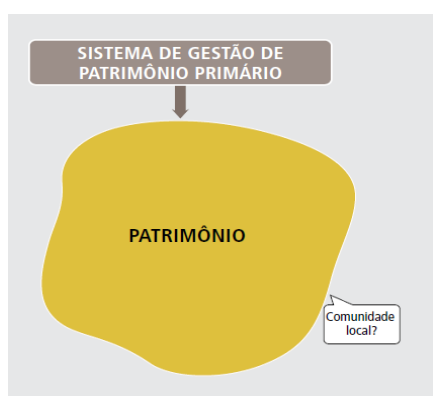 SISTEMA DE GESTÃO DE
PATRIMÔNIO PRIMÁRIO
PATRIMÔNIO
Comunidade
local?